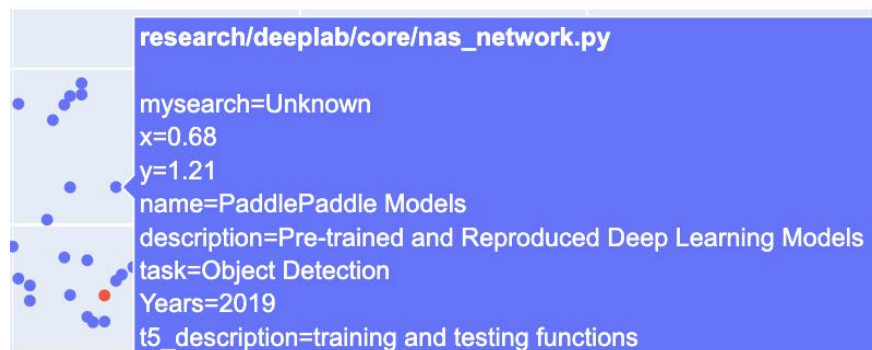 research/deeplab/core/nas_network.py
mysearch=Unknown
x=0.68
y=1.21
name=PaddlePaddle Models
description=Pre-trained and Reproduced Deep Learning Models
task=Object Detection
Years=2019
t5_description=training and testing functions